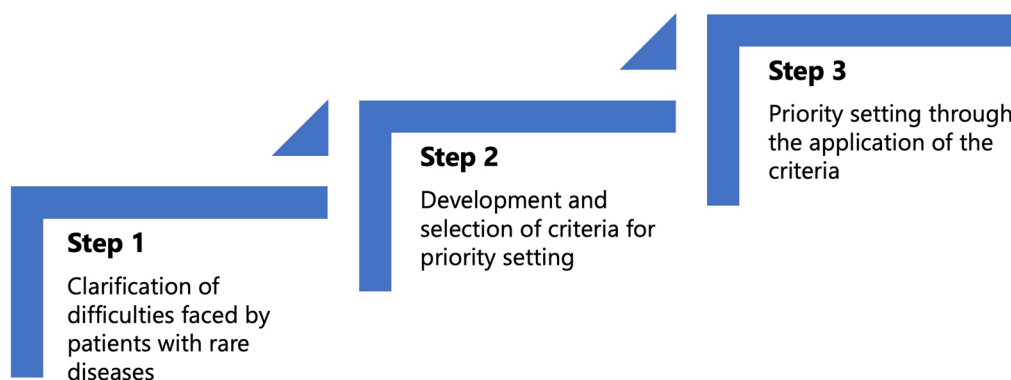 Step 1
Clarification of
difficulties faced by
patients with rare
diseases
Step 2
Development and
selection of criteria for
priority setting
Step 3
Priority setting through
the application of the
criteria